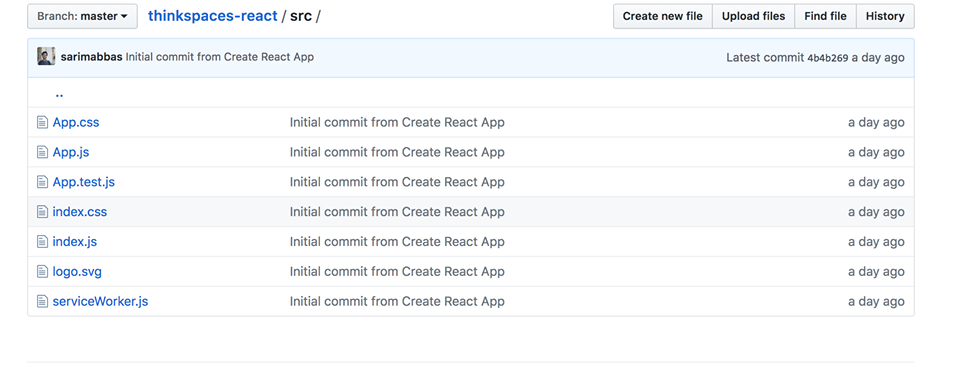 Branch: master thinkspaces-react / src / Create new file Upload files Find file History
sarimabbas Initial commit from Create React App Latest commit 4b4b269 a day ago
..
App.css Initial commit from Create React App a day ago
App.js Initial commit from Create React App a day ago
App.test.js Initial commit from Create React App a day ago
index.css Initial commit from Create React App a day ago
index.js Initial commit from Create React App a day ago
logo.svg Initial commit from Create React App a day ago
serviceWorker.js Initial commit from Create React App a day ago